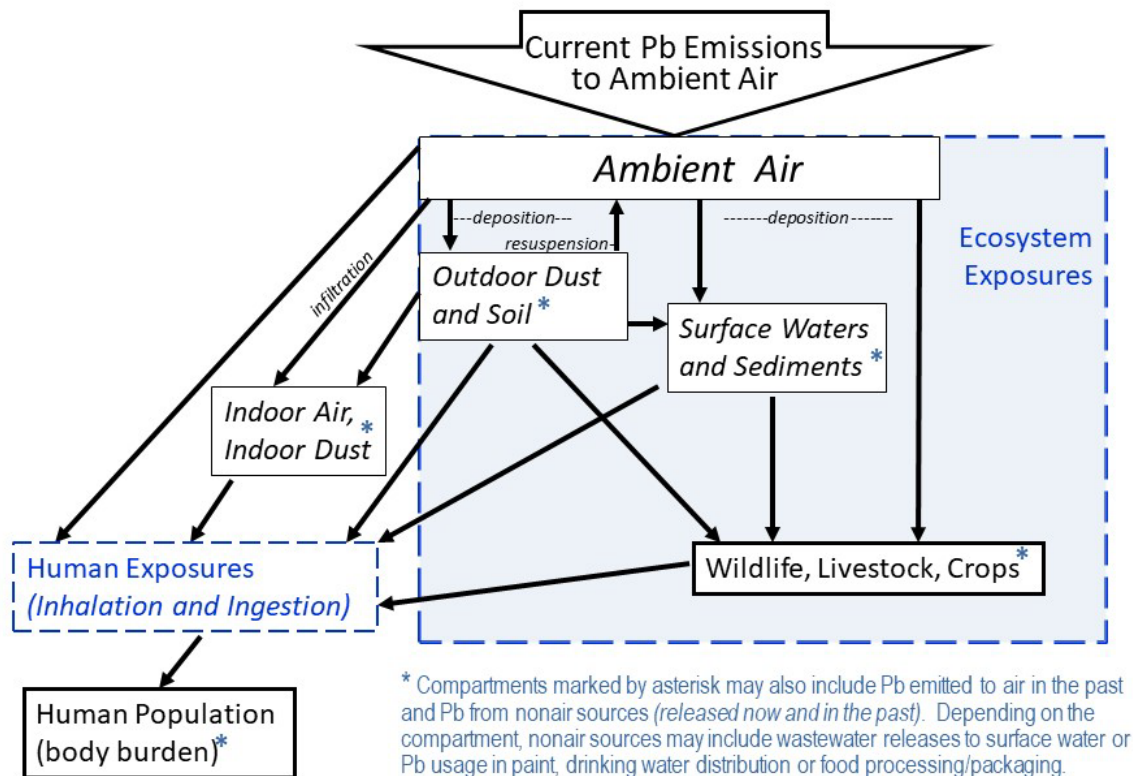 Current Pb Emissions
to Ambient Air
Ambient Air
---deposition---
-------deposition-------
resuspension-
Ecosystem
Exposures
infiltration
Outdoor Dust
and Soil *
Surface Waters
and Sediments *
Indoor Air,
Indoor Dust *
Human Exposures
(Inhalation and Ingestion)
Wildlife, Livestock, Crops*
Human Population
(body burden)*
* Compartments marked by asterisk may also include Pb emitted to air in the past
and Pb from nonair sources (released now and in the past). Depending on the
compartment, nonair sources may include wastewater releases to surface water or
Pb usage in paint, drinking water distribution or food processing/packaging.